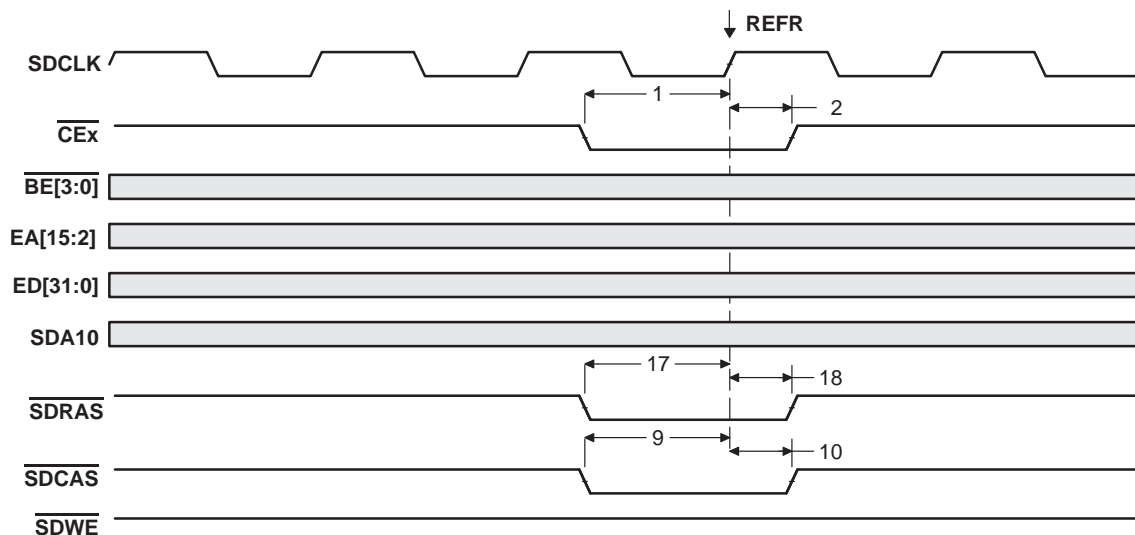 REFR
SDCLK
1
2
CEx
BE[3:0]
EA[15:2]
ED[31:0]
SDA10
17
18
SDRAS
9
10
SDCAS
SDWE